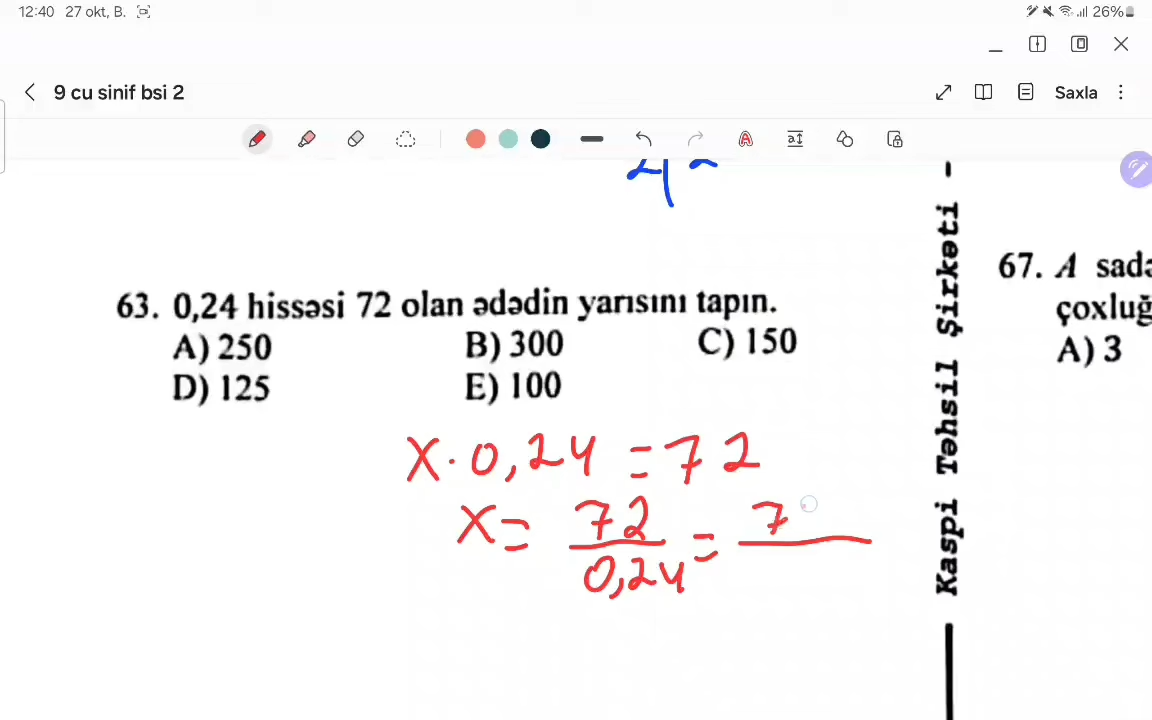 12:40 27 okt, B. 26%
9 cu sinif bsi 2 Saxla
63. 0,24 hissəsi 72 olan ədədin yarısını tapın.
A) 250 B) 300 C) 150
D) 125 E) 100
x · 0,24 = 72
x = 72/0,24 = 7
Kaspi Təhsil Şirkəti –
67. A sadə
çoxluğ
A) 3